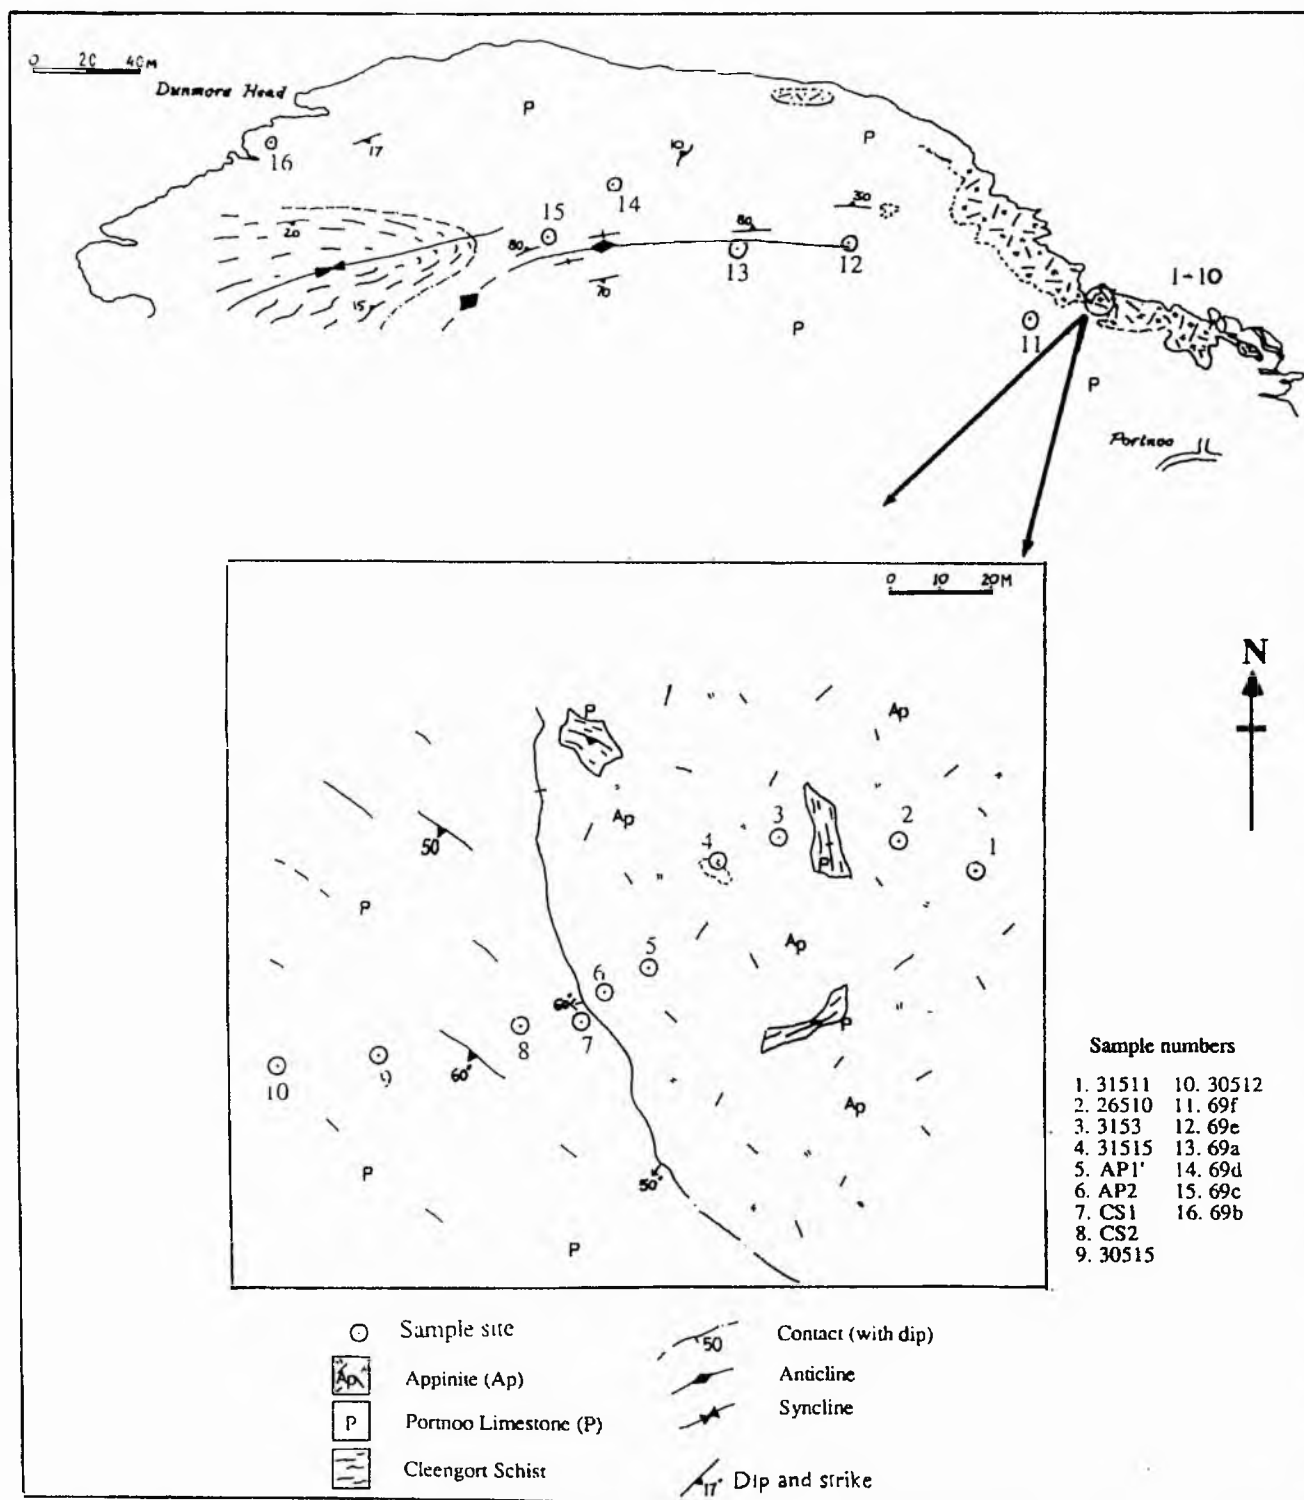 0 20 40M
Dunmore Head
P
P
16
17
10
14
15
30
20
80
80
13
12
70
15
P
11
1-10
P
Portnoo
0 10 20M
N
P
Ap
Ap
3
2
4
P
1
50
P
Ap
5
6
60°
7
8
9
10
60°
P
Ap
P
50°
P
Sample numbers
1. 31511 10. 30512
2. 26510 11. 69f
3. 3153 12. 69e
4. 31515 13. 69a
5. AP1' 14. 69d
6. AP2 15. 69c
7. CS1 16. 69b
8. CS2
9. 30515
Sample site
50 Contact (with dip)
Ap Appinite (Ap)
Anticline
P Portnoo Limestone (P)
Syncline
Cleengort Schist
17° Dip and strike